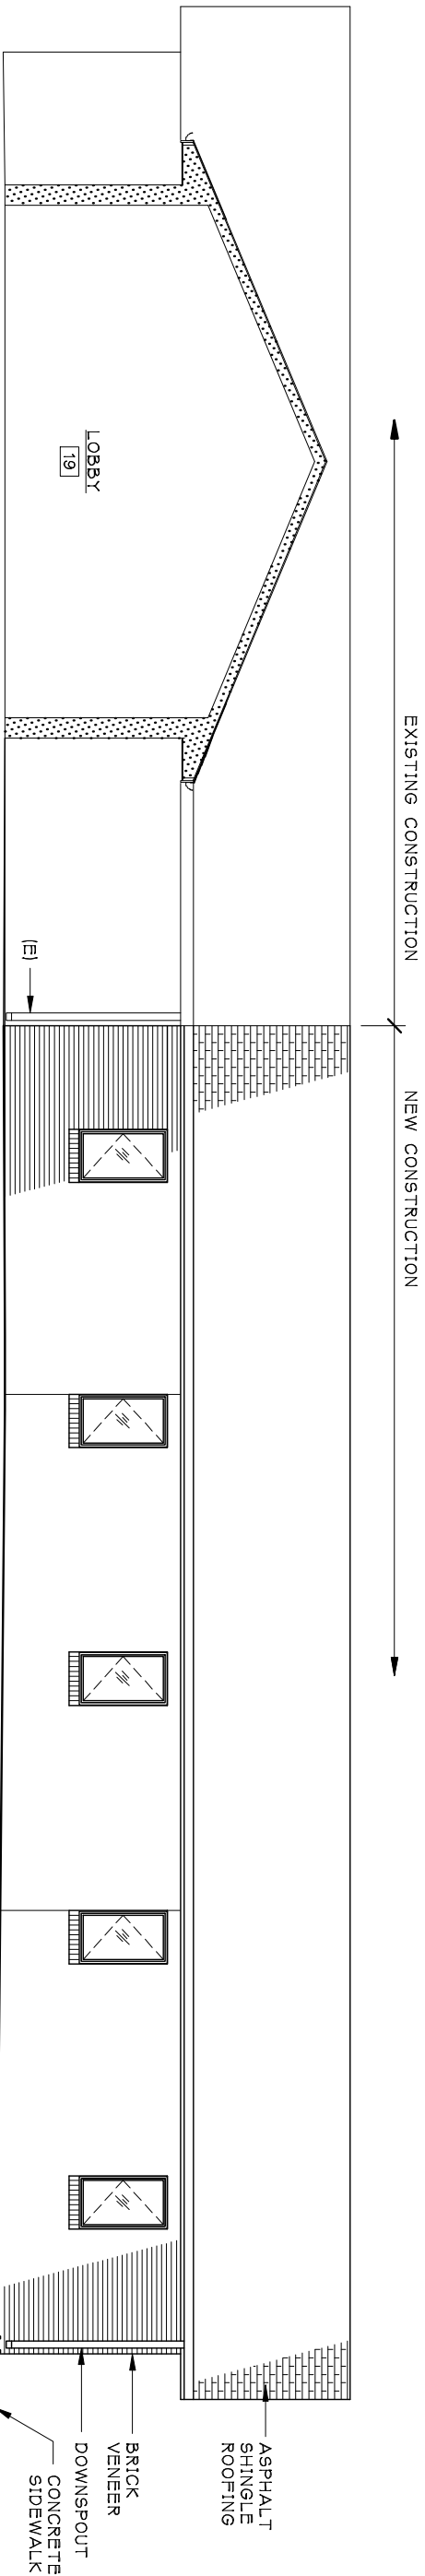 EXISTING CONSTRUCTION
NEW CONSTRUCTION
LOBBY
19
(E)
ASPHALT
SHINGLE
ROOFING
BRICK
VENEER
DOWNSPOUT
CONCRETE
SIDEWALK